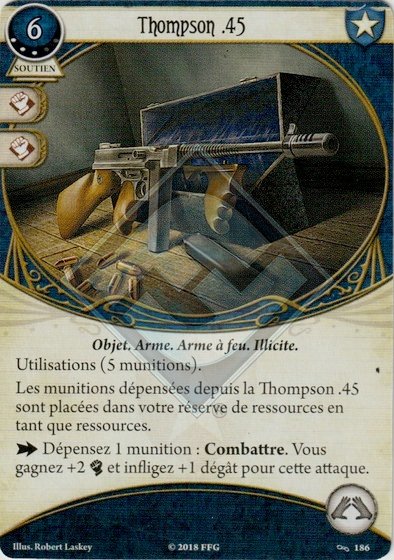 Thompson .45
6
SOUTIEN
Objet. Arme. Arme à feu. Illicite.
Utilisations (5 munitions).
Les munitions dépensées depuis la Thompson .45
sont placées dans votre réserve de ressources en
tant que ressources.
Dépensez 1 munition : Combattre. Vous
gagnez +2 et infligez +1 dégât pour cette attaque.
Illus. Robert Laskey
© 2018 FFG
186